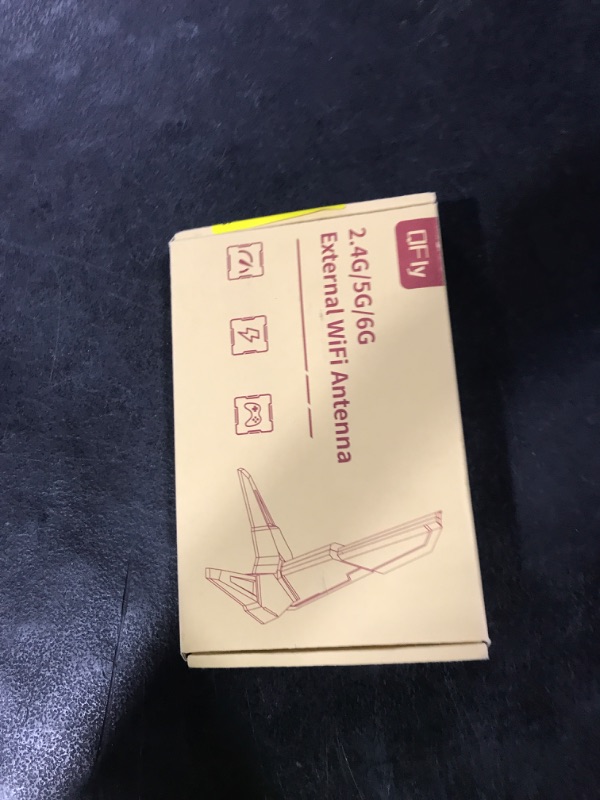 QFly
2.4G/5G/6G
External WiFi Antenna